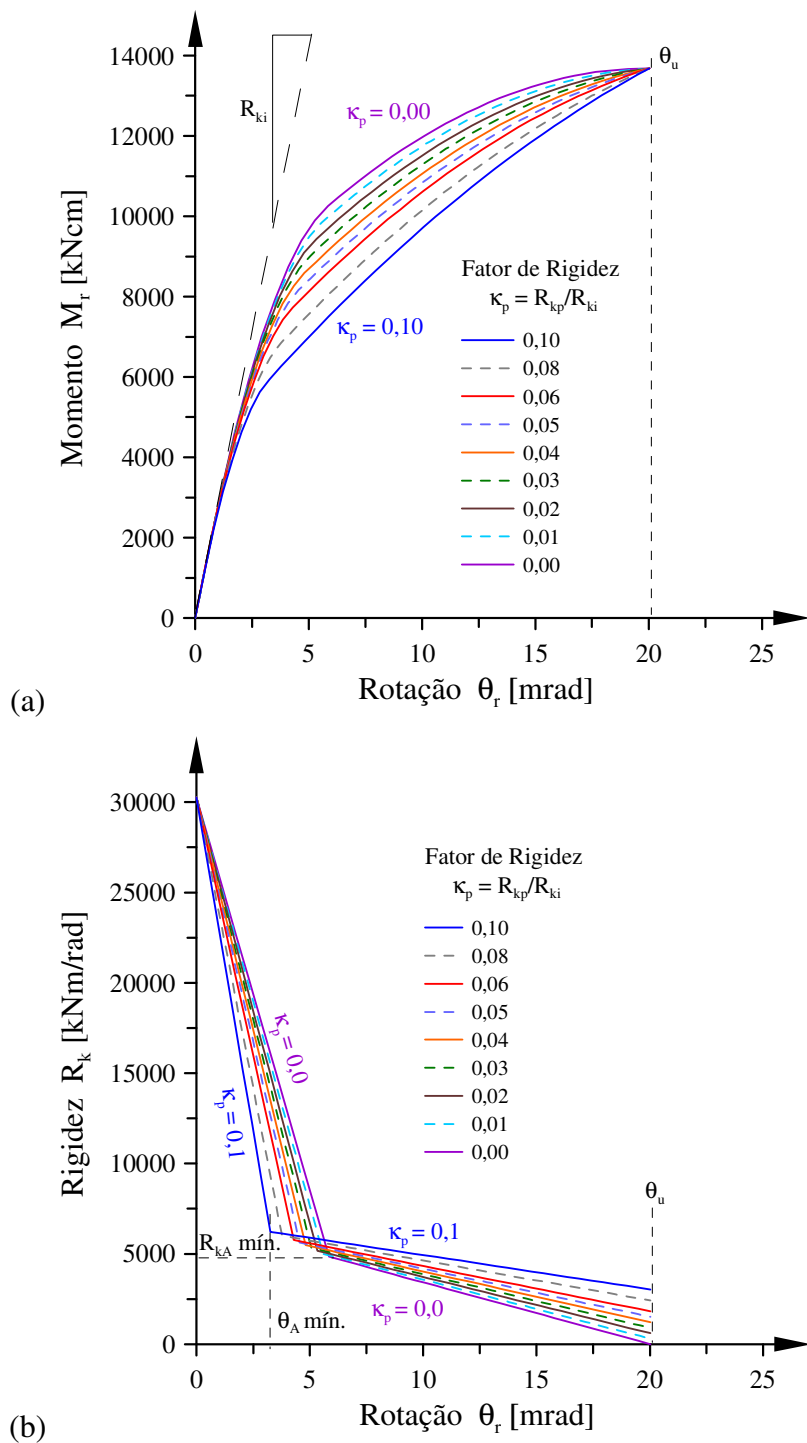 14000
12000
10000
8000
6000
4000
2000
0
Momento M_r [kNcm]
R_ki
θ_u
κ_p = 0,00
κ_p = 0,10
Fator de Rigidez
κ_p = R_kp/R_ki
0,10
0,08
0,06
0,05
0,04
0,03
0,02
0,01
0,00
0 5 10 15 20 25
Rotação θ_r [mrad]
(a)
30000
25000
20000
15000
10000
5000
0
Rigidez R_k [kNm/rad]
Fator de Rigidez
κ_p = R_kp/R_ki
0,10
0,08
0,06
0,05
0,04
0,03
0,02
0,01
0,00
κ_p = 0,0
κ_p = 0,1
θ_u
κ_p = 0,1
R_kA mín.
κ_p = 0,0
θ_A mín.
0 5 10 15 20 25
Rotação θ_r [mrad]
(b)